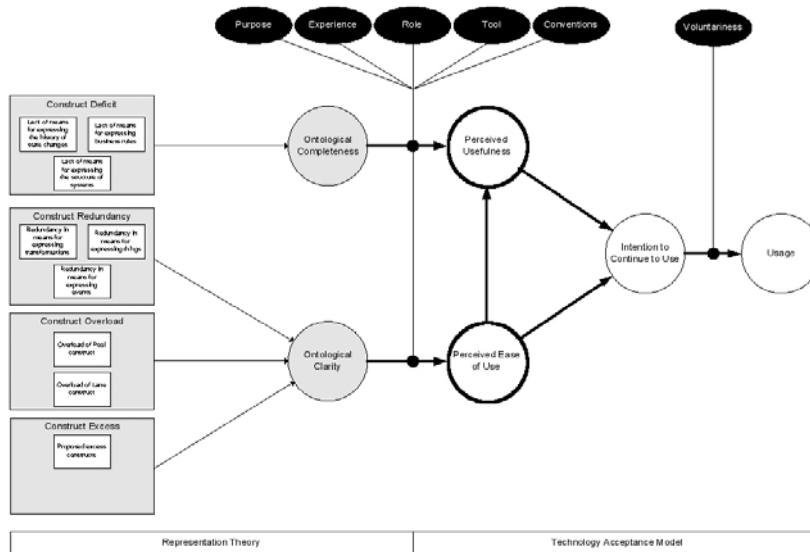 Purpose
Experience
Role
Tool
Conventions
Voluntariness
Construct Deficit
Lack of means
for expressing
the history of
state changes
Lack of means
for expressing
business rules
Lack of means
for expressing
the structure of
systems
Ontological
Completeness
Perceived
Usefulness
Construct Redundancy
Redundancy in
means for
expressing
transformations
Redundancy in
means for
expressing things
Redundancy in
means for
expressing
events
Intention to
Continue to Use
Usage
Construct Overload
Overload of Pool
construct
Overload of Lane
construct
Ontological
Clarity
Perceived Ease
of Use
Construct Excess
Proposed excess
constructs
Representation Theory
Technology Acceptance Model